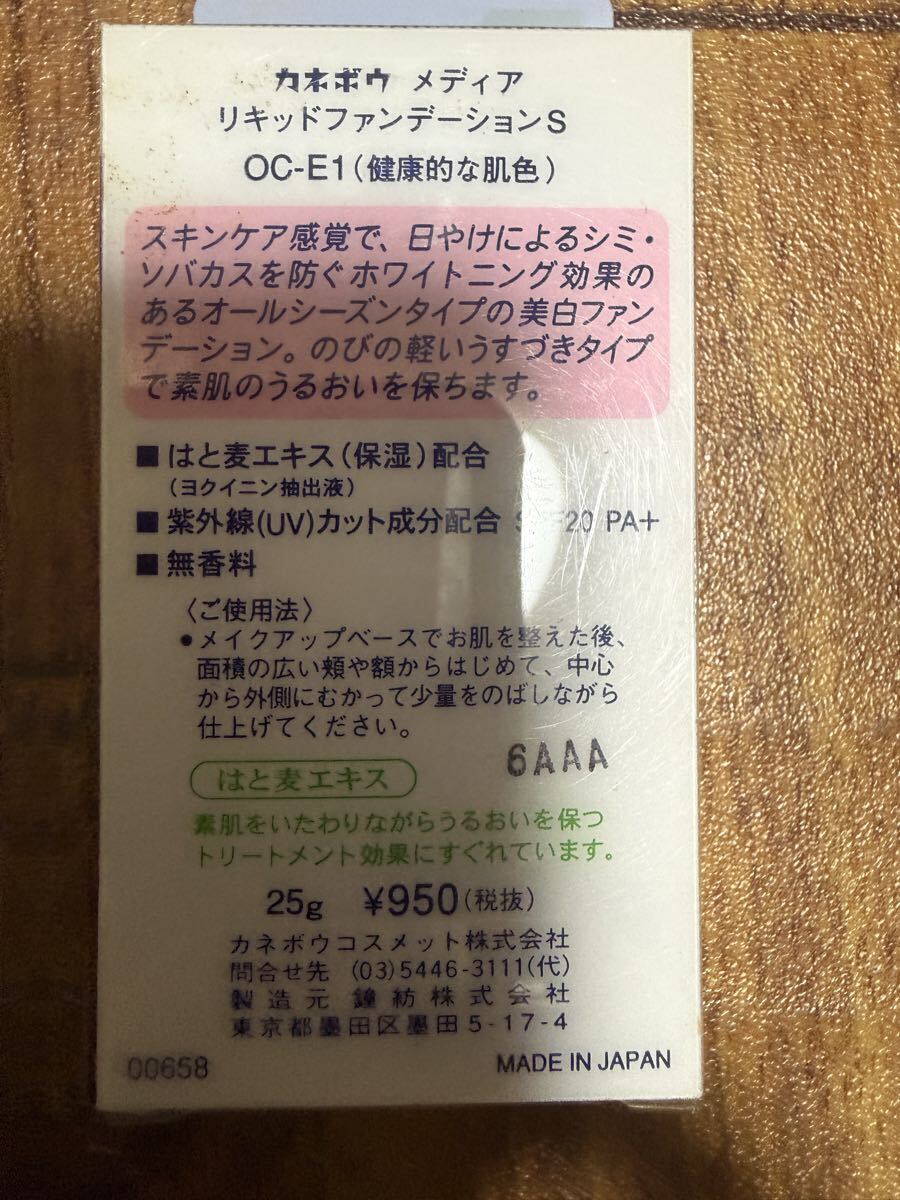 カネボウ メディア
リキッドファンデーションS
OC-E1(健康的な肌色)
スキンケア感覚で、日やけによるシミ・
ソバカスを防ぐホワイトニング効果の
あるオールシーズンタイプの美白ファン
デーション。のびの軽いうすづきタイプ
で素肌のうるおいを保ちます。
■はと麦エキス(保湿)配合
(ヨクイニン抽出液)
■紫外線(UV)カット成分配合 SPF20 PA+
■無香料
〈ご使用法〉
●メイクアップベースでお肌を整えた後、
面積の広い頬や額からはじめて、中心
から外側にむかって少量をのばしながら
仕上げてください。
6AAA
はと麦エキス
素肌をいたわりながらうるおいを保つ
トリートメント効果にすぐれています。
25g ¥950(税抜)
カネボウコスメット株式会社
問合せ先 (03)5446-3111(代)
製造元 鐘紡株式会社
東京都墨田区墨田5-17-4
00658 MADE IN JAPAN